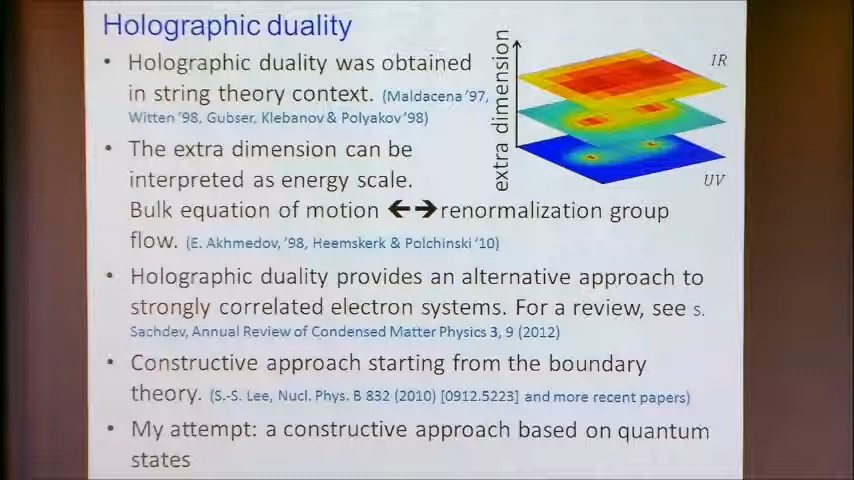 Holographic duality
• Holographic duality was obtained
in string theory context. (Maldacena '97,
Witten '98, Gubser, Klebanov & Polyakov '98)
• The extra dimension can be
interpreted as energy scale.
Bulk equation of motion ←→ renormalization group
flow. (E. Akhmedov, '98, Heemskerk & Polchinski '10)
• Holographic duality provides an alternative approach to
strongly correlated electron systems. For a review, see S.
Sachdev, Annual Review of Condensed Matter Physics 3, 9 (2012)
• Constructive approach starting from the boundary
theory. (S.-S. Lee, Nucl. Phys. B 832 (2010) [0912.5223] and more recent papers)
• My attempt: a constructive approach based on quantum
states
extra dimension
IR
UV